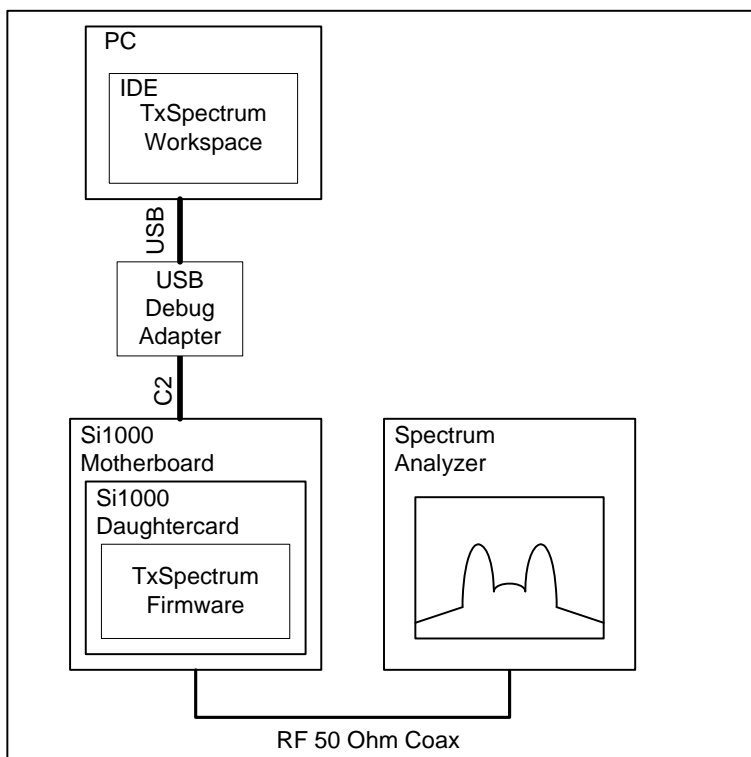 PC
IDE
TxSpectrum
Workspace
USB
USB
Debug
Adapter
C2
Si1000
Motherboard
Si1000
Daughtercard
TxSpectrum
Firmware
Spectrum
Analyzer
RF 50 Ohm Coax